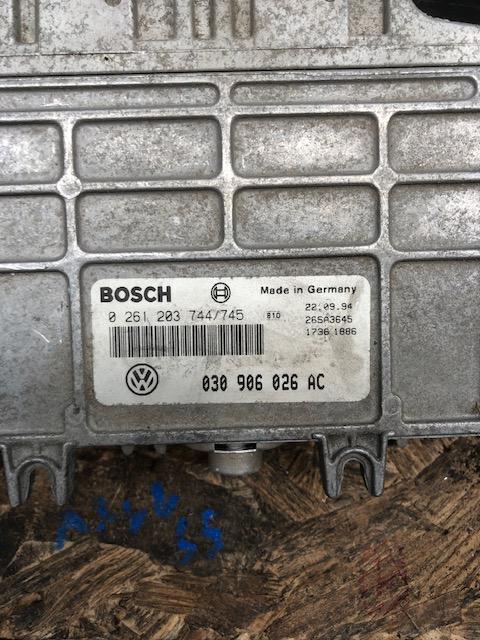 BOSCH Made in Germany
0 261 203 744/745 810 22.09.94
26SA3645
1736 1886
030 906 026 AC